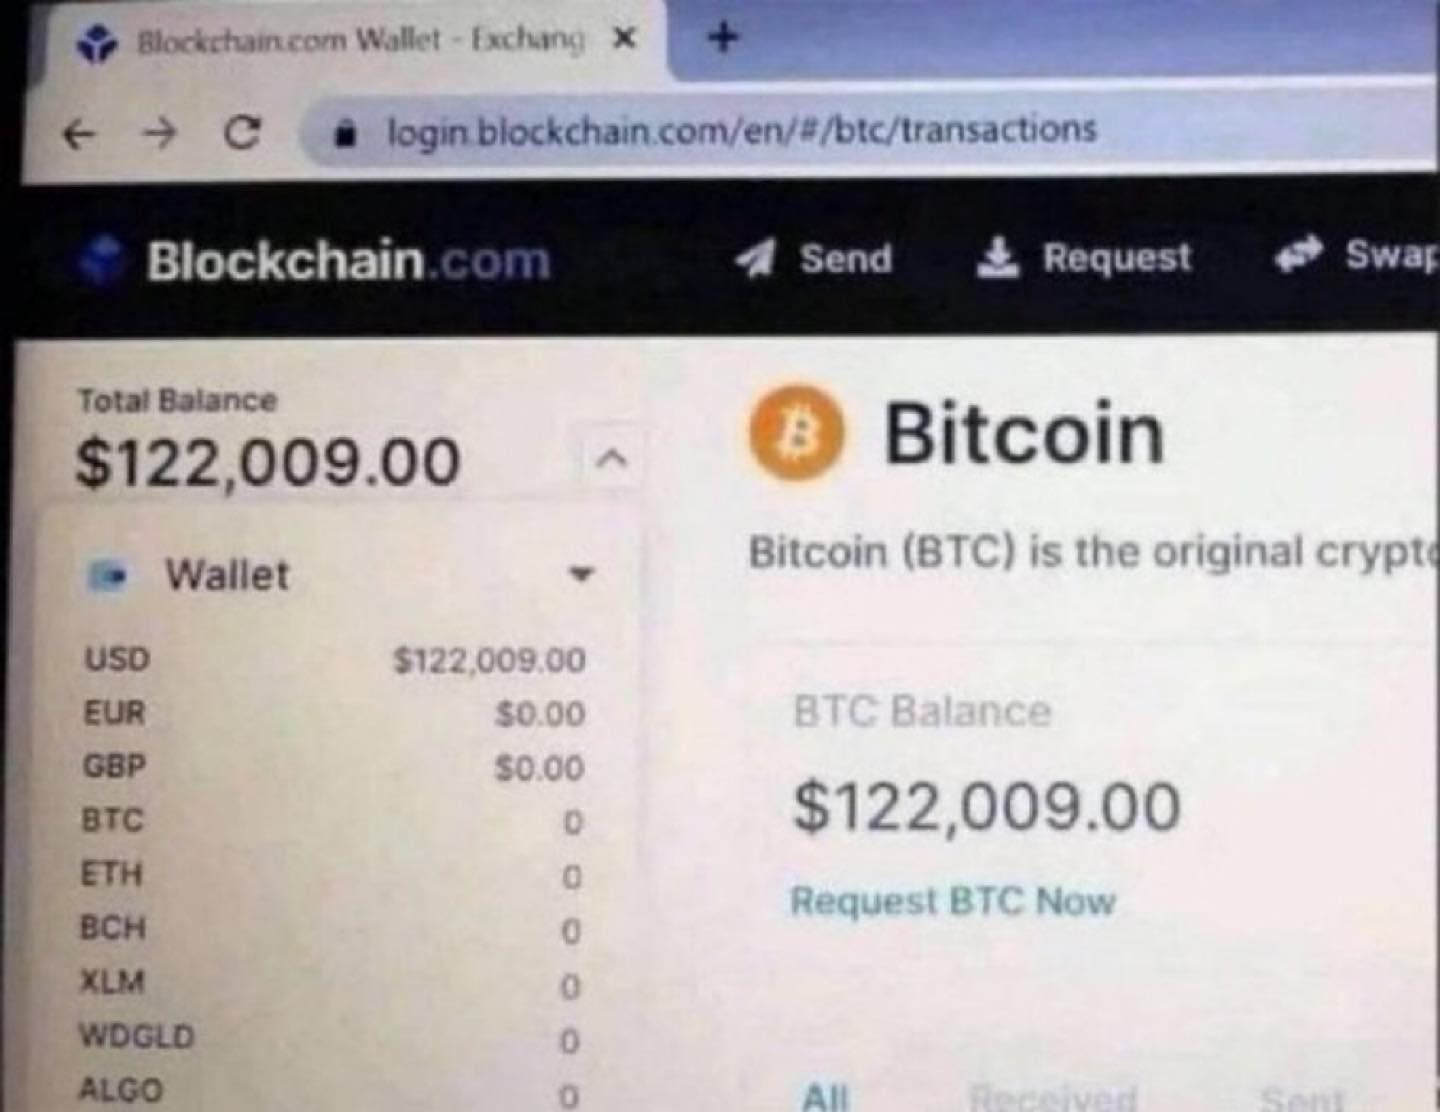 Blockchain.com Wallet - Exchang
login.blockchain.com/en/#/btc/transactions
Blockchain.com
Send
Request
Swap
Total Balance
$122,009.00
Bitcoin
Bitcoin (BTC) is the original crypto
Wallet
USD $122,009.00
EUR $0.00
GBP $0.00
BTC 0
ETH 0
BCH 0
XLM 0
WDGLD 0
ALGO 0
BTC Balance
$122,009.00
Request BTC Now
All
Received
Sent